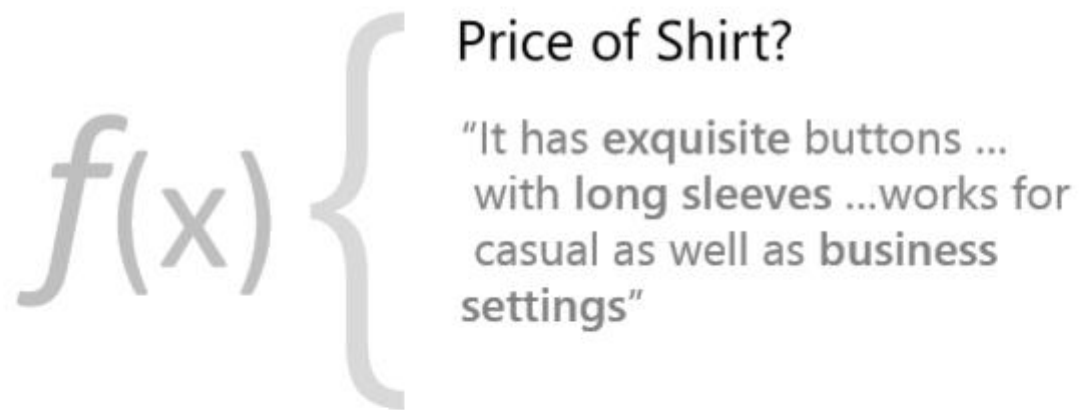 Price of Shirt?
f(x) {
“It has exquisite buttons ...
with long sleeves ...works for
casual as well as business
settings”